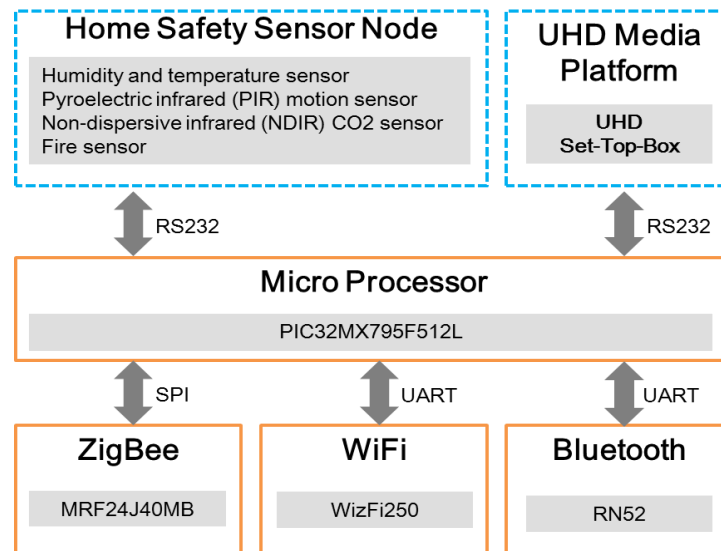 Home Safety Sensor Node
Humidity and temperature sensor
Pyroelectric infrared (PIR) motion sensor
Non-dispersive infrared (NDIR) CO2 sensor
Fire sensor
UHD Media
Platform
UHD
Set-Top-Box
RS232
RS232
Micro Processor
PIC32MX795F512L
SPI
UART
UART
ZigBee
MRF24J40MB
WiFi
WizFi250
Bluetooth
RN52